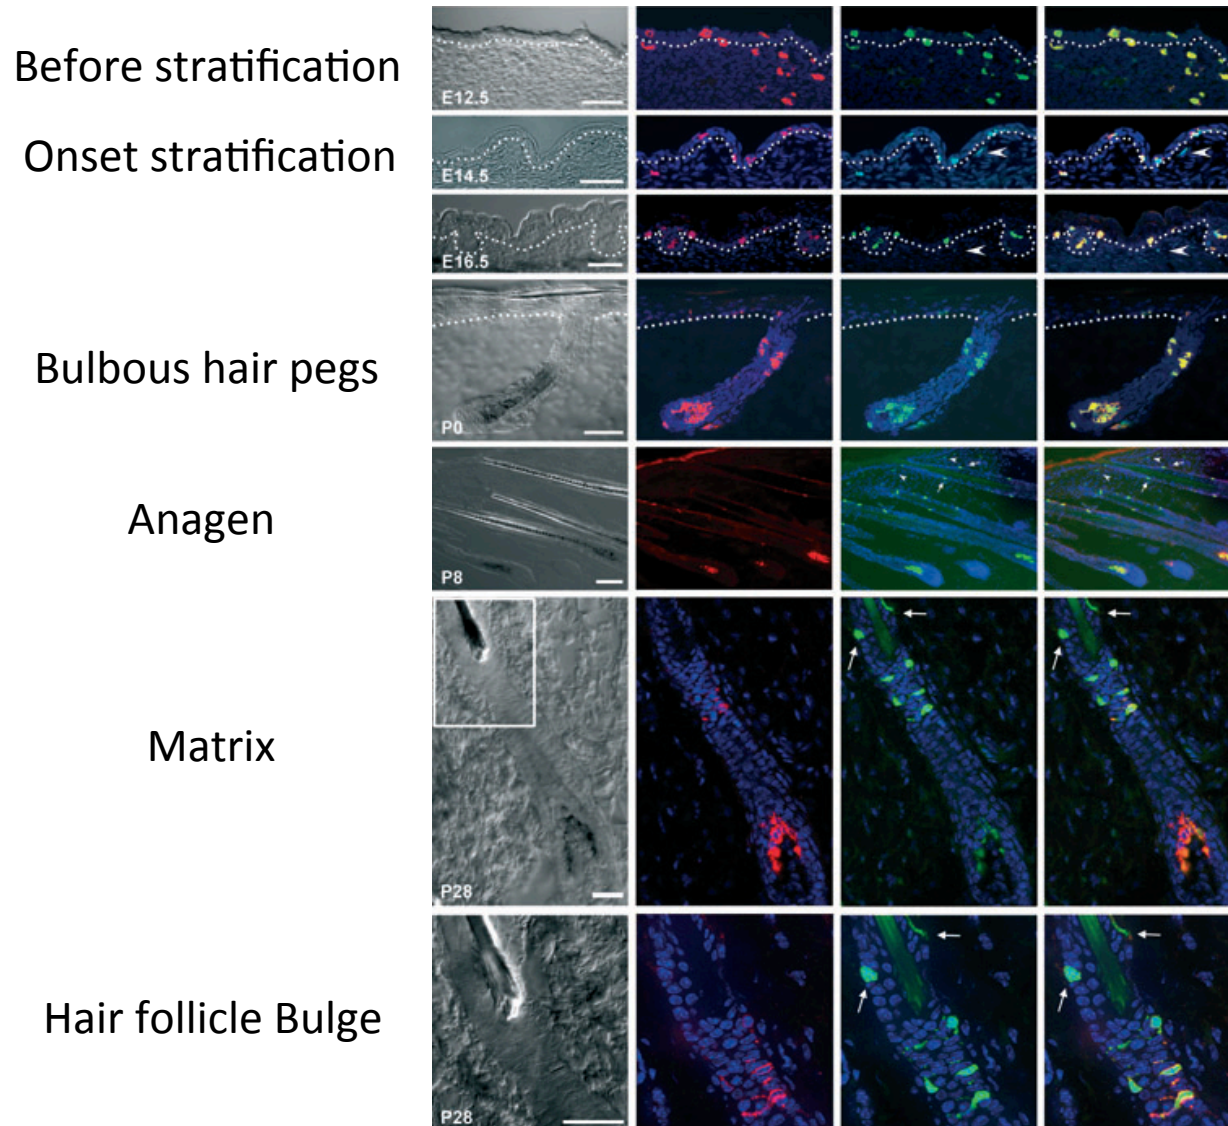 Before stratification
E12.5
Onset stratification
E14.5
E16.5
Bulbous hair pegs
P0
Anagen
P8
Matrix
P28
Hair follicle Bulge
P28